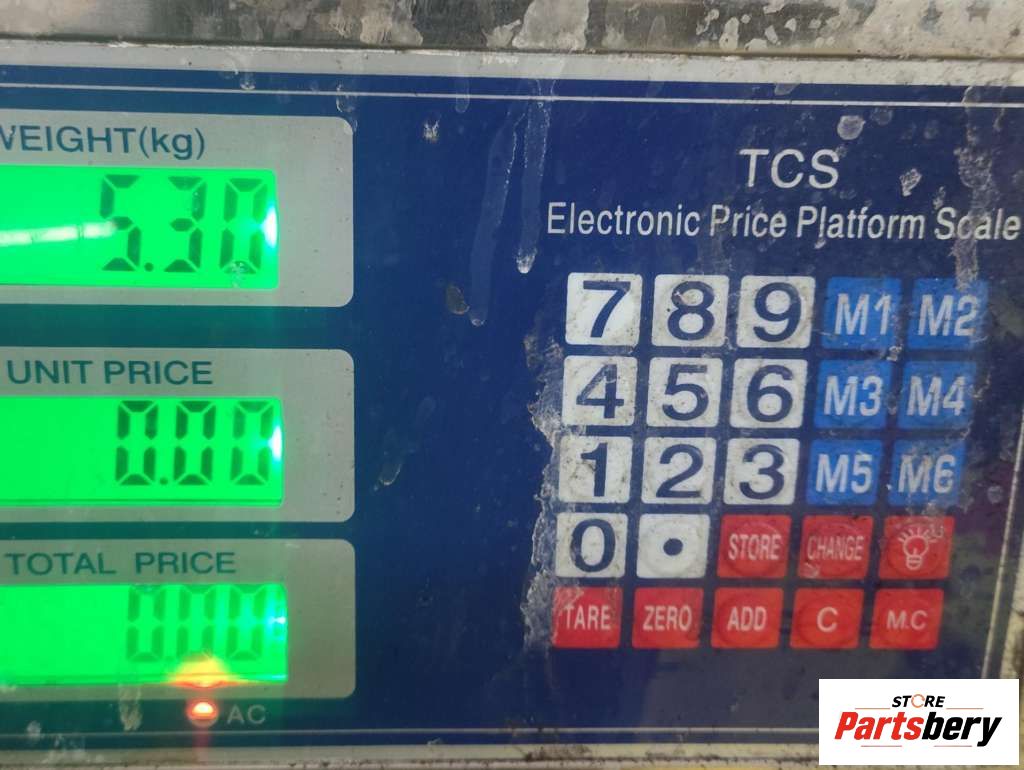 WEIGHT(kg)
5.30
UNIT PRICE
0.00
TOTAL PRICE
000
AC
TCS
Electronic Price Platform Scale
7 8 9 M1 M2
4 5 6 M3 M4
1 2 3 M5 M6
0 • STORE CHANGE
TARE ZERO ADD C M.C
STORE
Partsbery